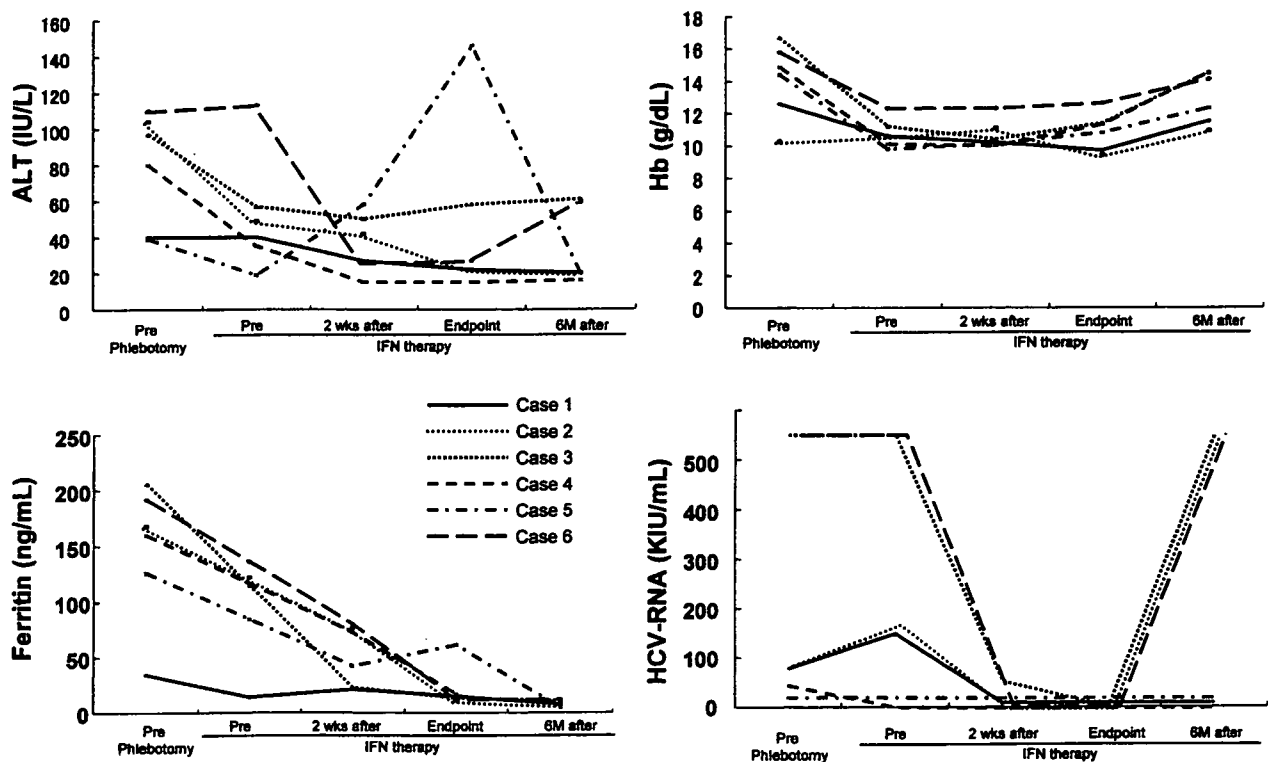 ALT (IU/L)
160
140
120
100
80
60
40
20
0
Pre
Phlebotomy
Pre
2 wks after
Endpoint
6M after
IFN therapy
Hb (g/dL)
18
16
14
12
10
8
6
4
2
0
Pre
Phlebotomy
Pre
2 wks after
Endpoint
6M after
IFN therapy
Ferritin (ng/mL)
250
200
150
100
50
0
Pre
Phlebotomy
Pre
2 wks after
Endpoint
6M after
IFN therapy
Case 1
Case 2
Case 3
Case 4
Case 5
Case 6
HCV-RNA (KIU/mL)
500
400
300
200
100
0
Pre
Phlebotomy
Pre
2 wks after
Endpoint
6M after
IFN therapy